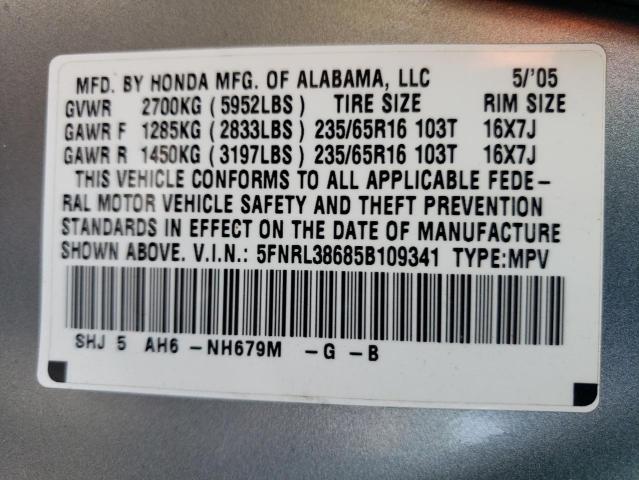 MFD. BY HONDA MFG. OF ALABAMA, LLC 5/'05
GVWR 2700KG (5952LBS) TIRE SIZE RIM SIZE
GAWR F 1285KG (2833LBS) 235/65R16 103T 16X7J
GAWR R 1450KG (3197LBS) 235/65R16 103T 16X7J
THIS VEHICLE CONFORMS TO ALL APPLICABLE FEDE-
RAL MOTOR VEHICLE SAFETY AND THEFT PREVENTION
STANDARDS IN EFFECT ON THE DATE OF MANUFACTURE
SHOWN ABOVE. V.I.N.: 5FNRL38685B109341 TYPE:MPV
SHJ 5 AH6 -NH679M -G -B